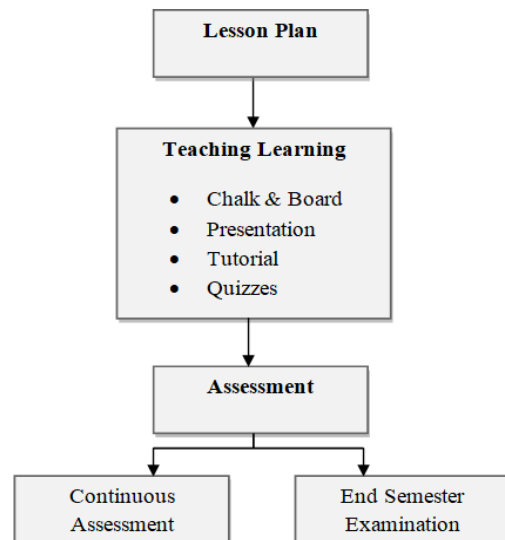 Lesson Plan
Teaching Learning
• Chalk & Board
• Presentation
• Tutorial
• Quizzes
Assessment
Continuous
Assessment
End Semester
Examination